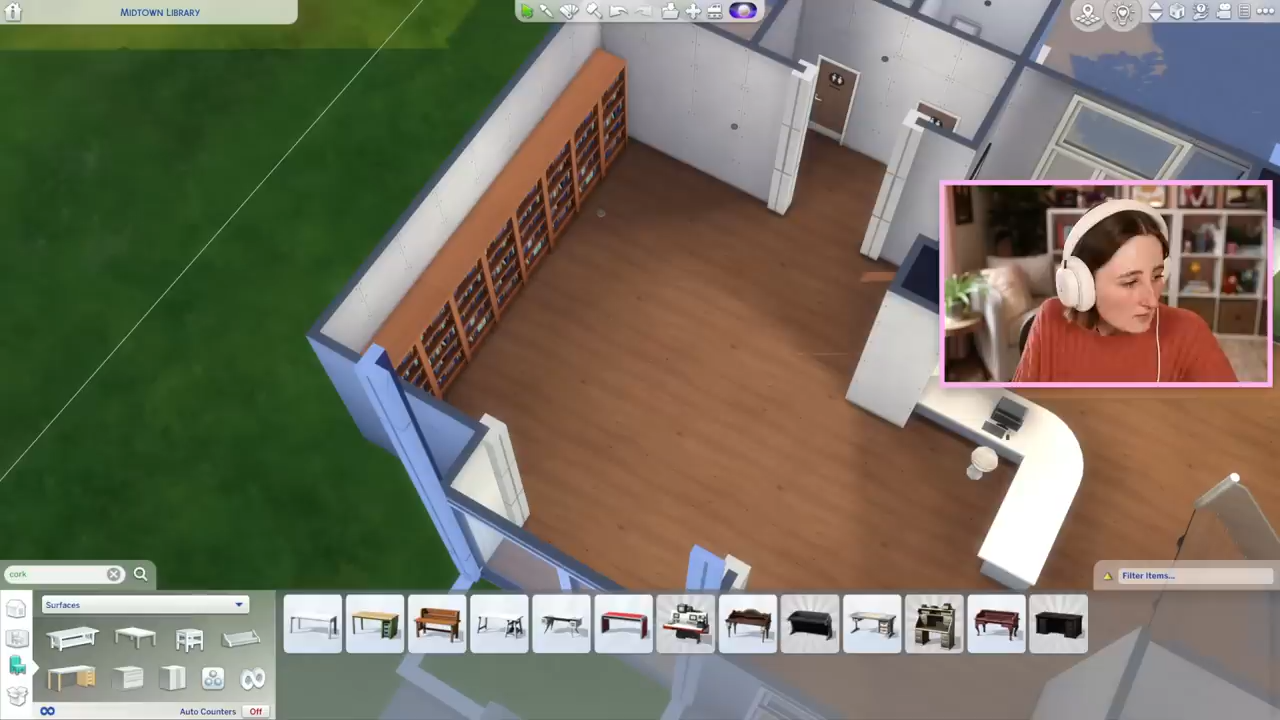 MIDTOWN LIBRARY
cork
Surfaces
Filter Items...
Auto Counters Off